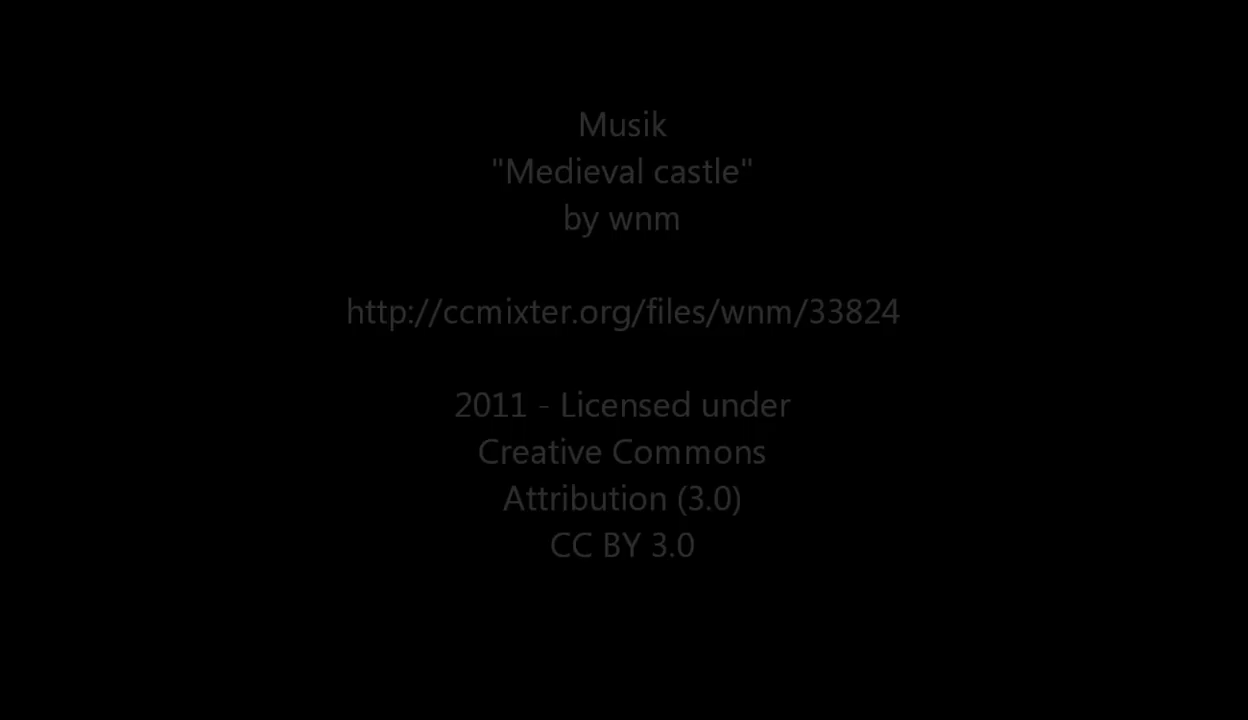 Musik
"Medieval castle"
by wnm
http://ccmixter.org/files/wnm/33824
2011 - Licensed under
Creative Commons
Attribution (3.0)
CC BY 3.0